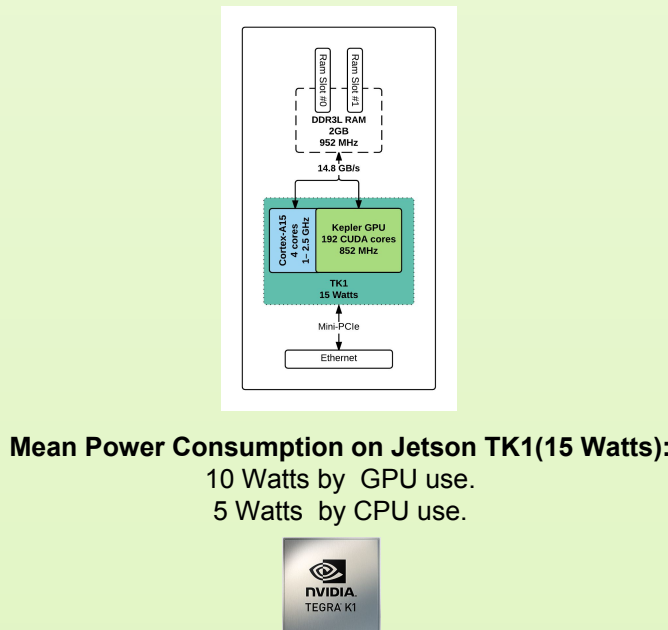 Ram Slot #0
Ram Slot #1
DDR3L RAM
2GB
952 MHz
14.8 GB/s
Cortex-A15
4 cores
1– 2.5 GHz
Kepler GPU
192 CUDA cores
852 MHz
TK1
15 Watts
Mini-PCIe
Ethernet
Mean Power Consumption on Jetson TK1(15 Watts):
10 Watts by  GPU use.
5 Watts  by CPU use.
NVIDIA.
TEGRA K1